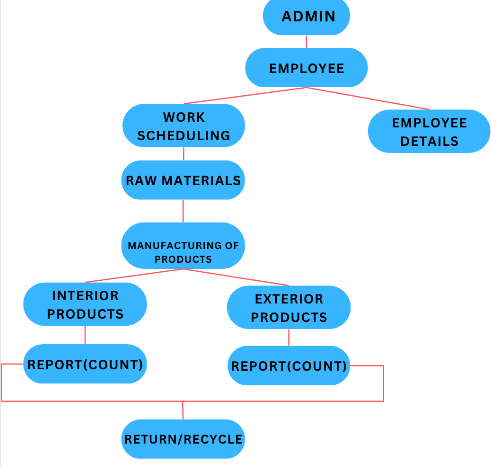 ADMIN
EMPLOYEE
WORK
SCHEDULING
EMPLOYEE
DETAILS
RAW MATERIALS
MANUFACTURING OF
PRODUCTS
INTERIOR
PRODUCTS
EXTERIOR
PRODUCTS
REPORT(COUNT)
REPORT(COUNT)
RETURN/RECYCLE